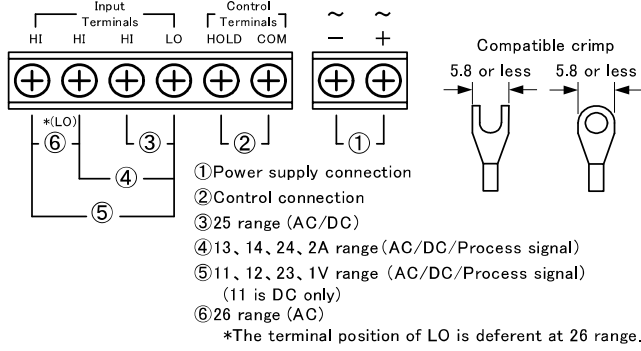 Input Terminals
Control Terminals
HI HI HI LO HOLD COM
~ ~
− +
*(LO)
⑥ ③ ② ①
④
⑤
Compatible crimp
5.8 or less 5.8 or less
①Power supply connection
②Control connection
③25 range (AC/DC)
④13、14、24、2A range(AC/DC/Process signal)
⑤11、12、23、1V range (AC/DC/Process signal)
(11 is DC only)
⑥26 range (AC)
*The terminal position of LO is deferent at 26 range.